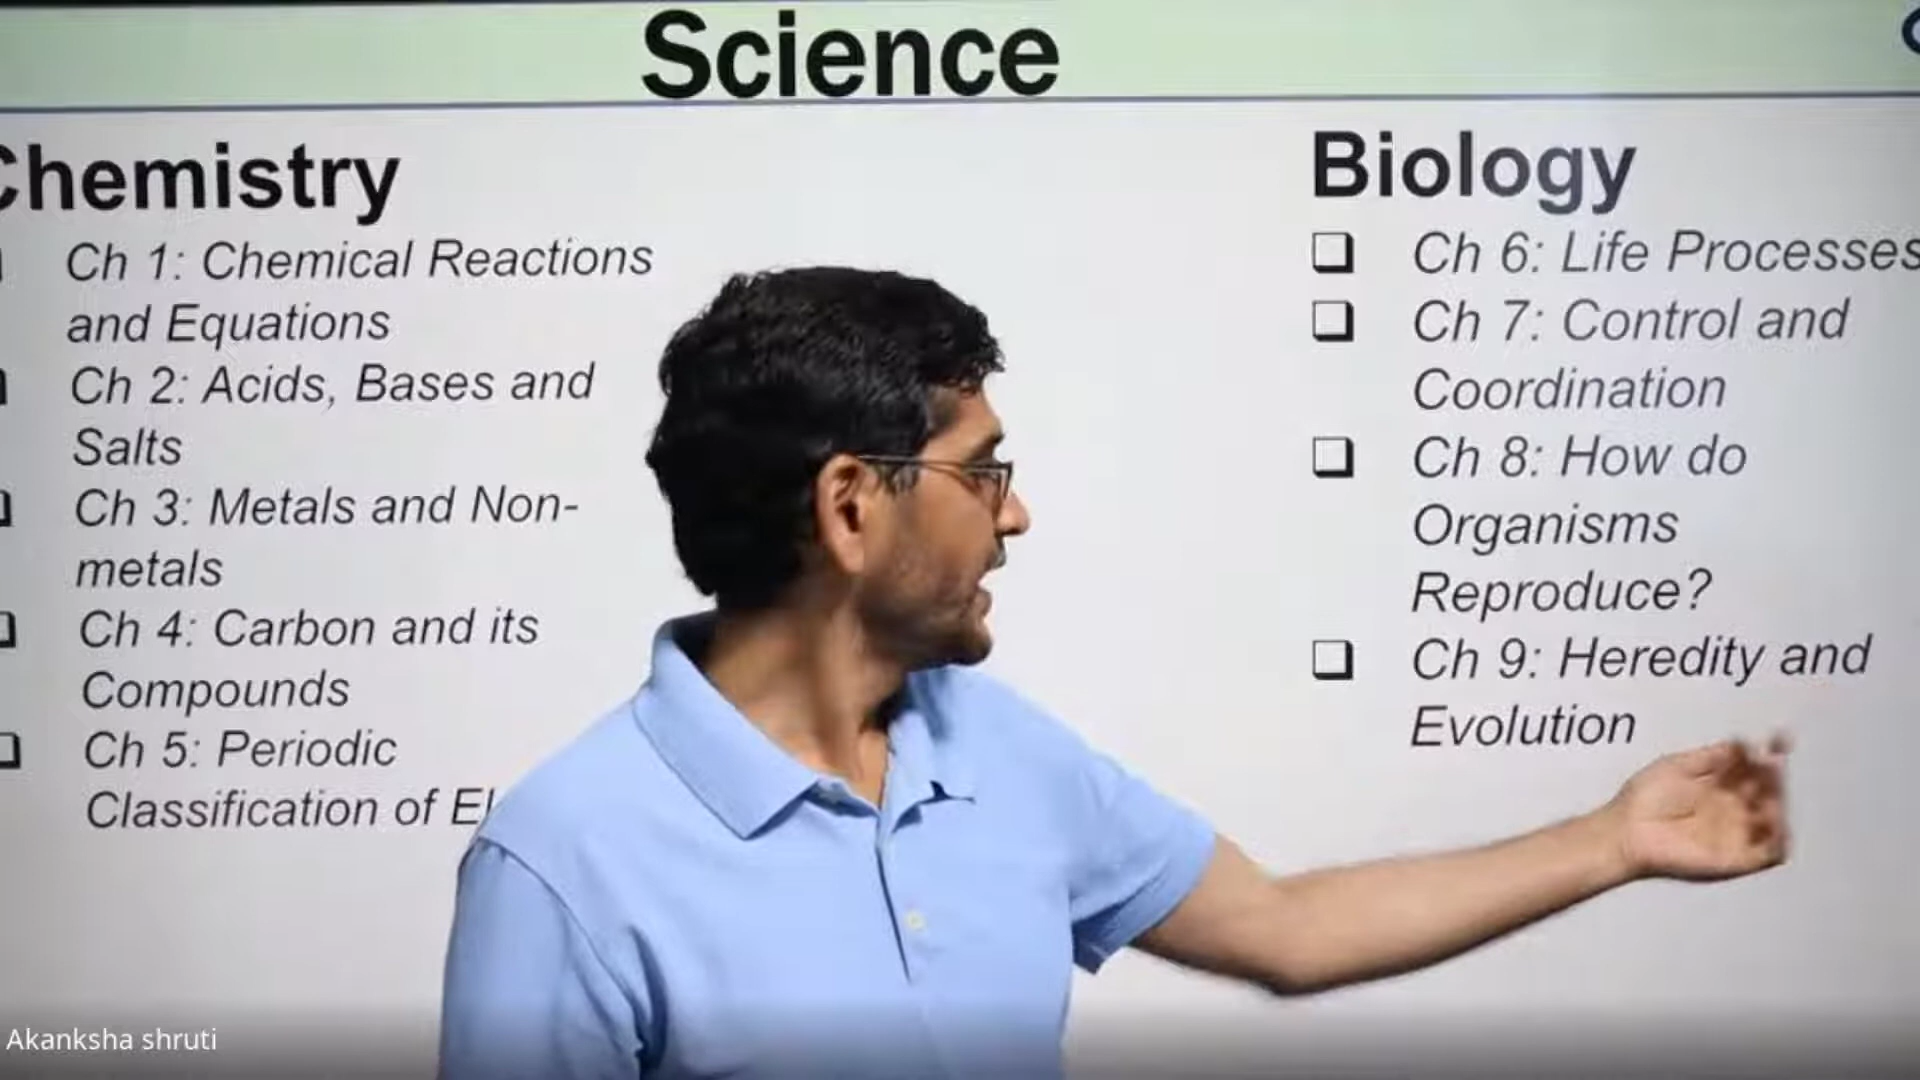 Science
Chemistry
Ch 1: Chemical Reactions
and Equations
Ch 2: Acids, Bases and
Salts
Ch 3: Metals and Non-
metals
Ch 4: Carbon and its
Compounds
Ch 5: Periodic
Classification of El
Biology
Ch 6: Life Processes
Ch 7: Control and
Coordination
Ch 8: How do
Organisms
Reproduce?
Ch 9: Heredity and
Evolution
Akanksha shruti